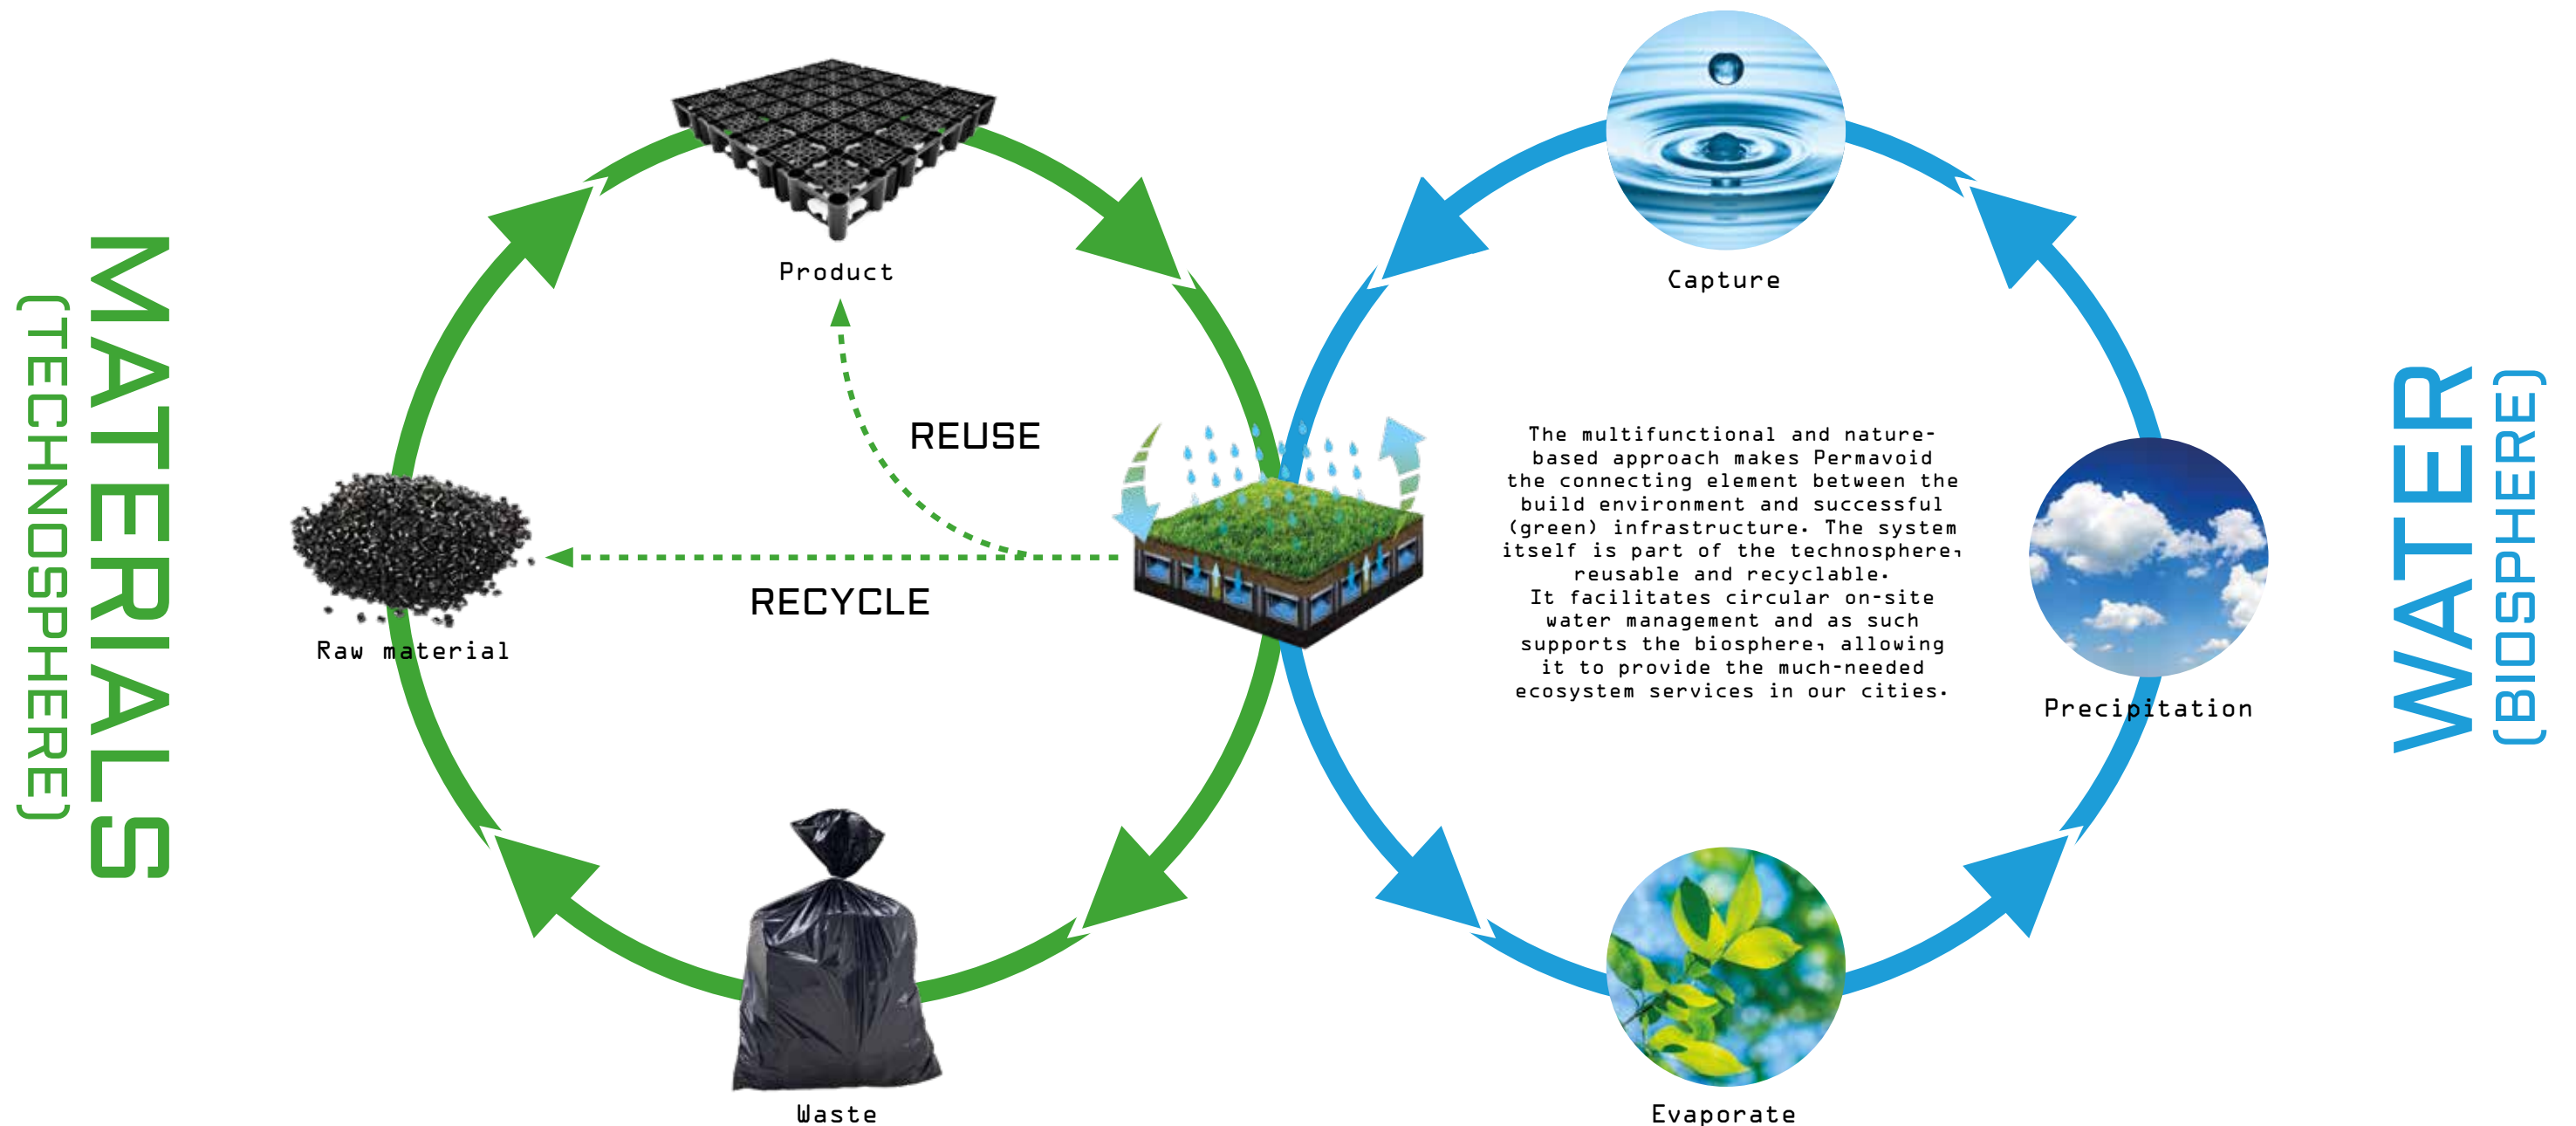 MATERIALS
(TECHNOSPHERE)
Product
REUSE
RECYCLE
Raw material
Waste
Capture
The multifunctional and nature-
based approach makes Permavoid
the connecting element between the
build environment and successful
(green) infrastructure. The system
itself is part of the technosphere,
reusable and recyclable.
It facilitates circular on-site
water management and as such
supports the biosphere, allowing
it to provide the much-needed
ecosystem services in our cities.
Precipitation
Evaporate
WATER
(BIOSPHERE)